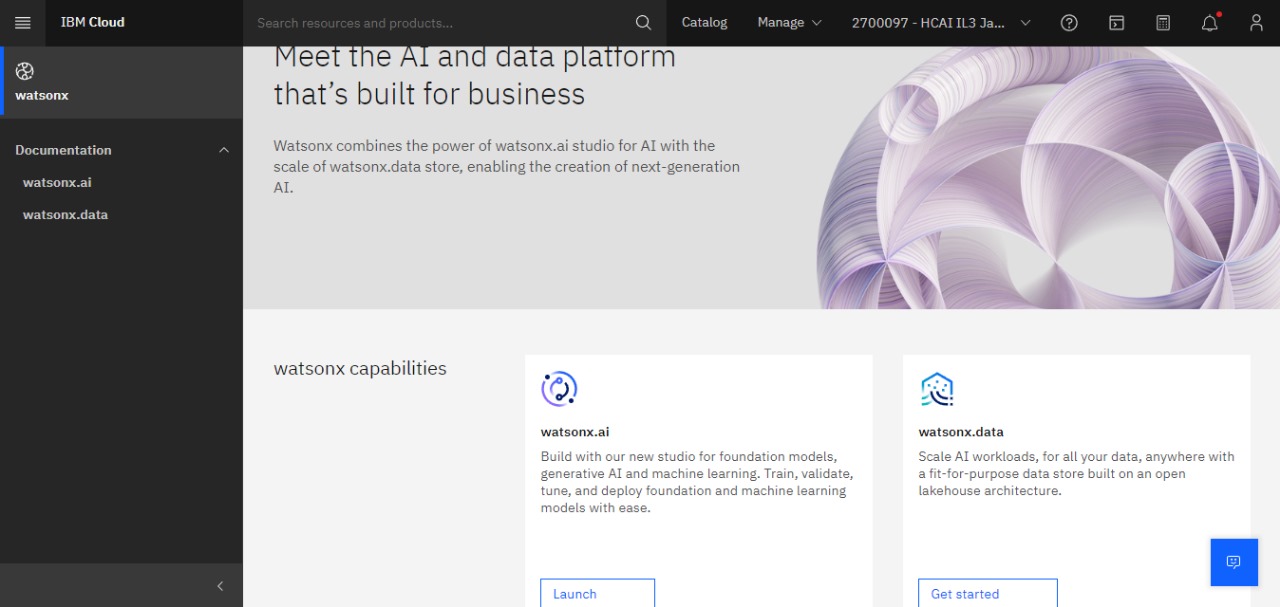 IBM Cloud
Search resources and products...
Catalog
Manage
2700097 - HCAI IL3 Ja...
watsonx
Documentation
watsonx.ai
watsonx.data
Meet the AI and data platform
that’s built for business
Watsonx combines the power of watsonx.ai studio for AI with the
scale of watsonx.data store, enabling the creation of next-generation
AI.
watsonx capabilities
watsonx.ai
Build with our new studio for foundation models,
generative AI and machine learning. Train, validate,
tune, and deploy foundation and machine learning
models with ease.
Launch
watsonx.data
Scale AI workloads, for all your data, anywhere with
a fit-for-purpose data store built on an open
lakehouse architecture.
Get started